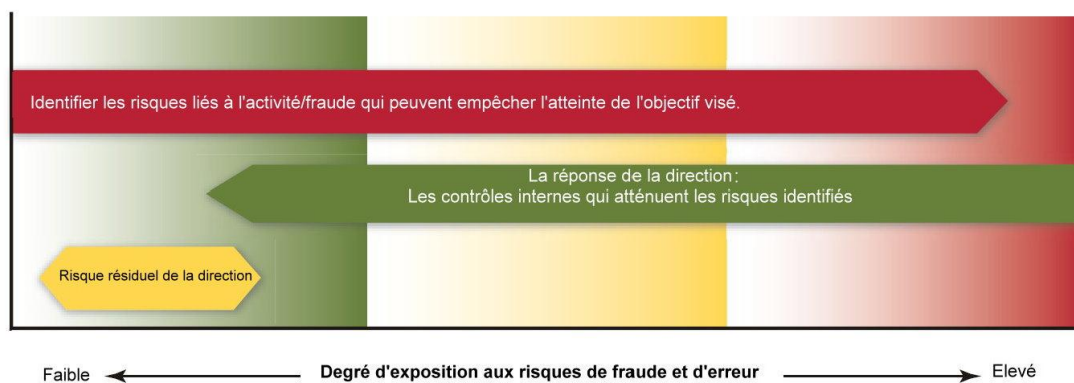 Identifier les risques liés à l'activité/fraude qui peuvent empêcher l'atteinte de l'objectif visé.
La réponse de la direction:
Les contrôles internes qui atténuent les risques identifiés
Risque résiduel de la direction
Faible
Degré d'exposition aux risques de fraude et d'erreur
Elevé